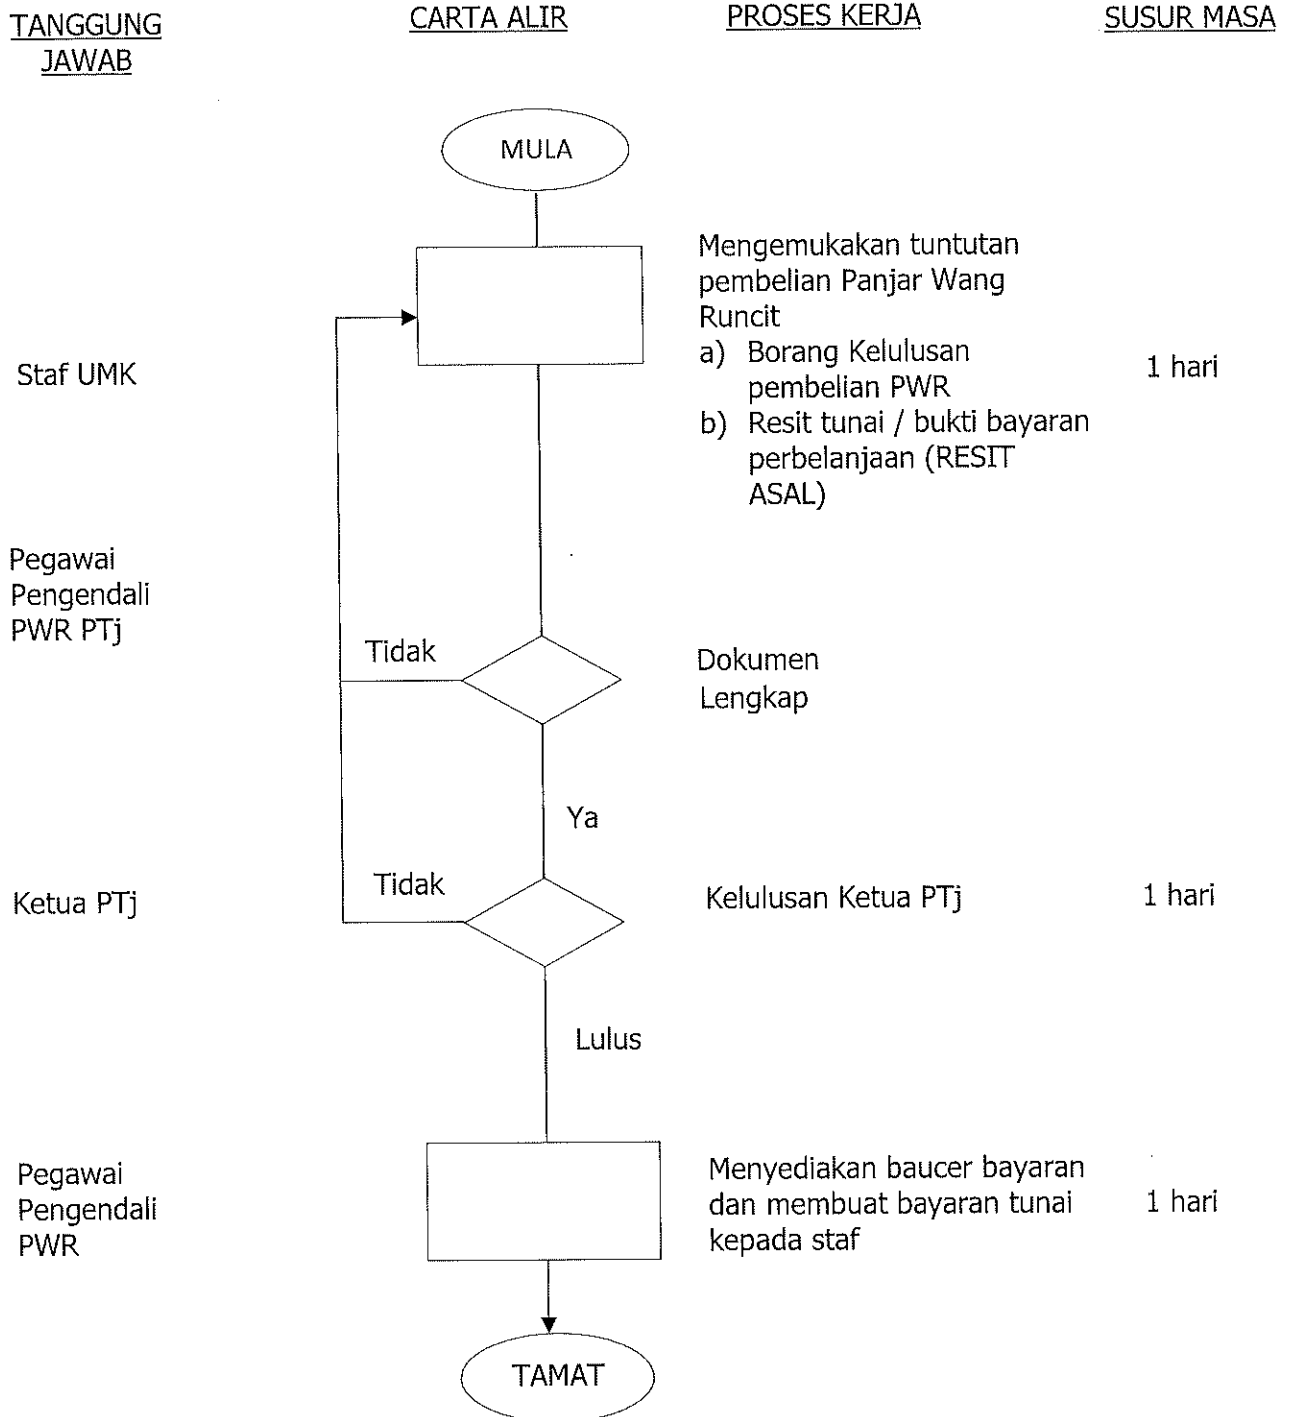 TANGGUNG
JAWAB
CARTA ALIR
PROSES KERJA
SUSUR MASA
MULA
Staf UMK
Mengemukakan tuntutan
pembelian Panjar Wang
Runcit
a) Borang Kelulusan
pembelian PWR
b) Resit tunai / bukti bayaran
perbelanjaan (RESIT
ASAL)
1 hari
Pegawai
Pengendali
PWR PTj
Tidak
Dokumen
Lengkap
Ya
Ketua PTj
Tidak
Kelulusan Ketua PTj
1 hari
Lulus
Pegawai
Pengendali
PWR
Menyediakan baucer bayaran
dan membuat bayaran tunai
kepada staf
1 hari
TAMAT